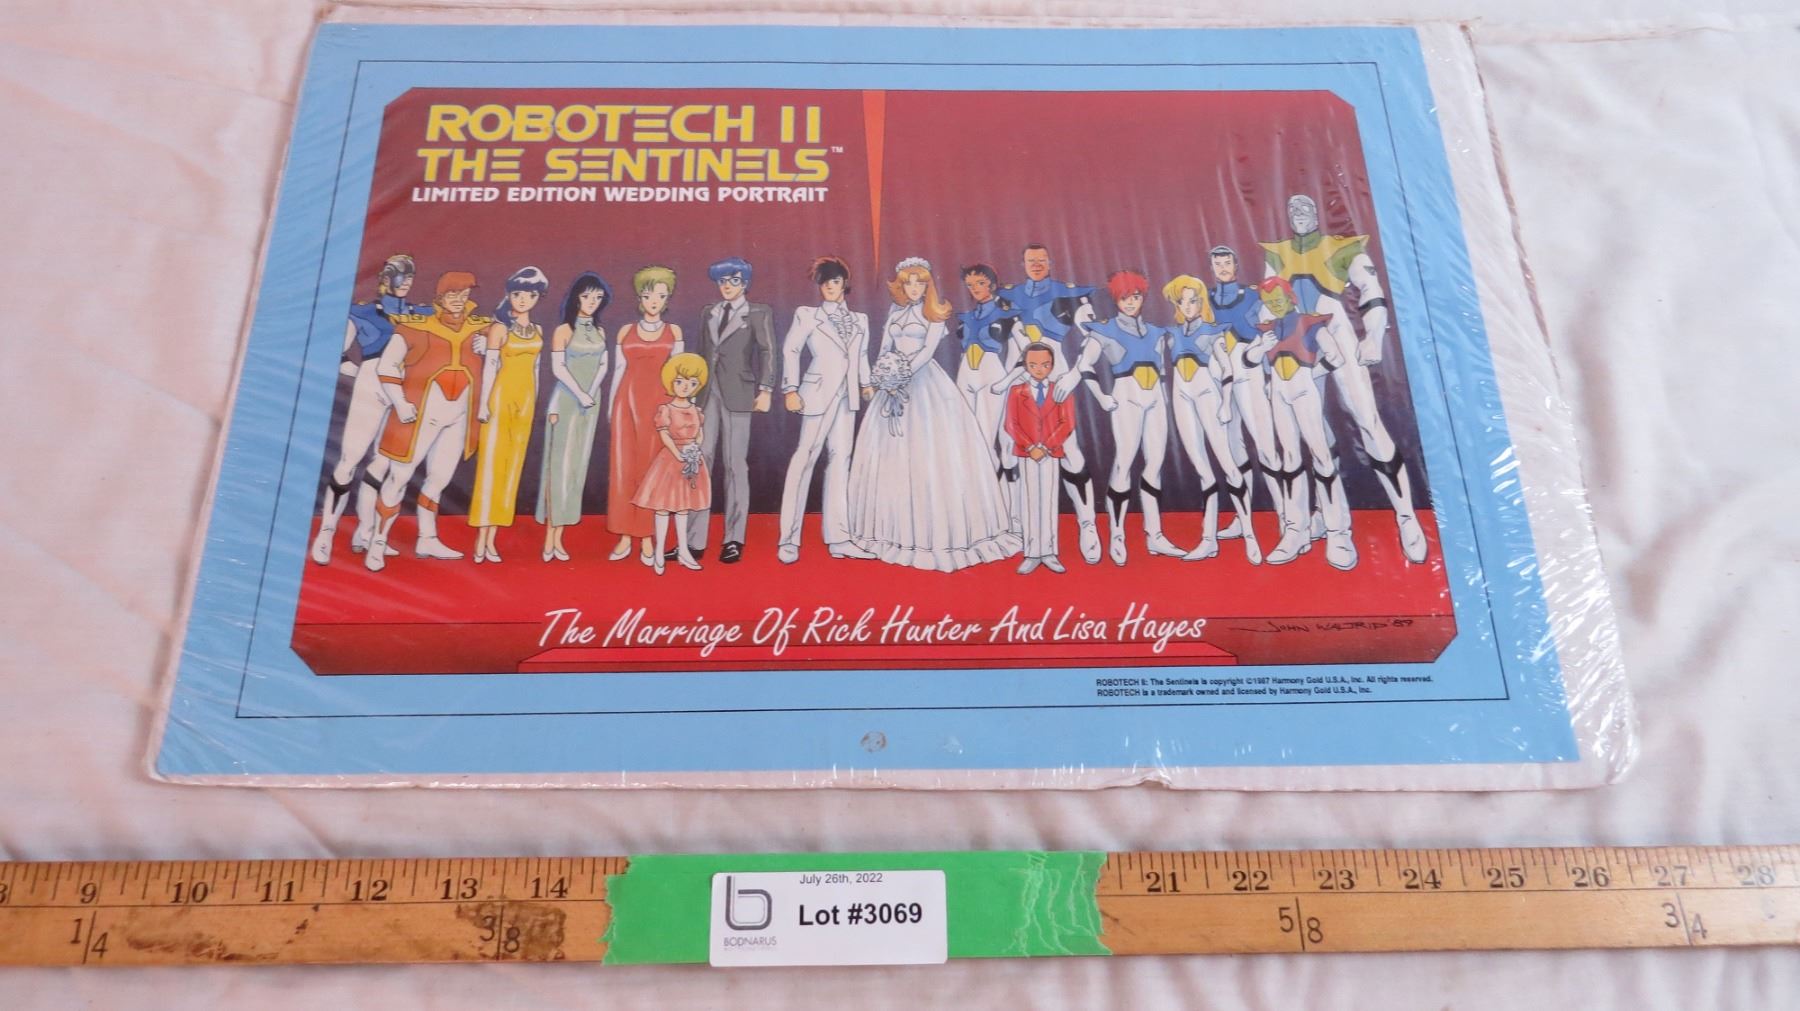 ROBOTECH II
THE SENTINELS™
LIMITED EDITION WEDDING PORTRAIT
The Marriage Of Rick Hunter And Lisa Hayes
JOHN WALTRIP '87
ROBOTECH II: The Sentinels is copyright ©1987 Harmony Gold U.S.A., Inc. All rights reserved.
ROBOTECH is a trademark owned and licensed by Harmony Gold U.S.A., Inc.
9 10 11 12 13 14 21 22 23 24 25 26 27 28
1/4 3/8 5/8 3/4
July 26th, 2022
Lot #3069
BODNARUS